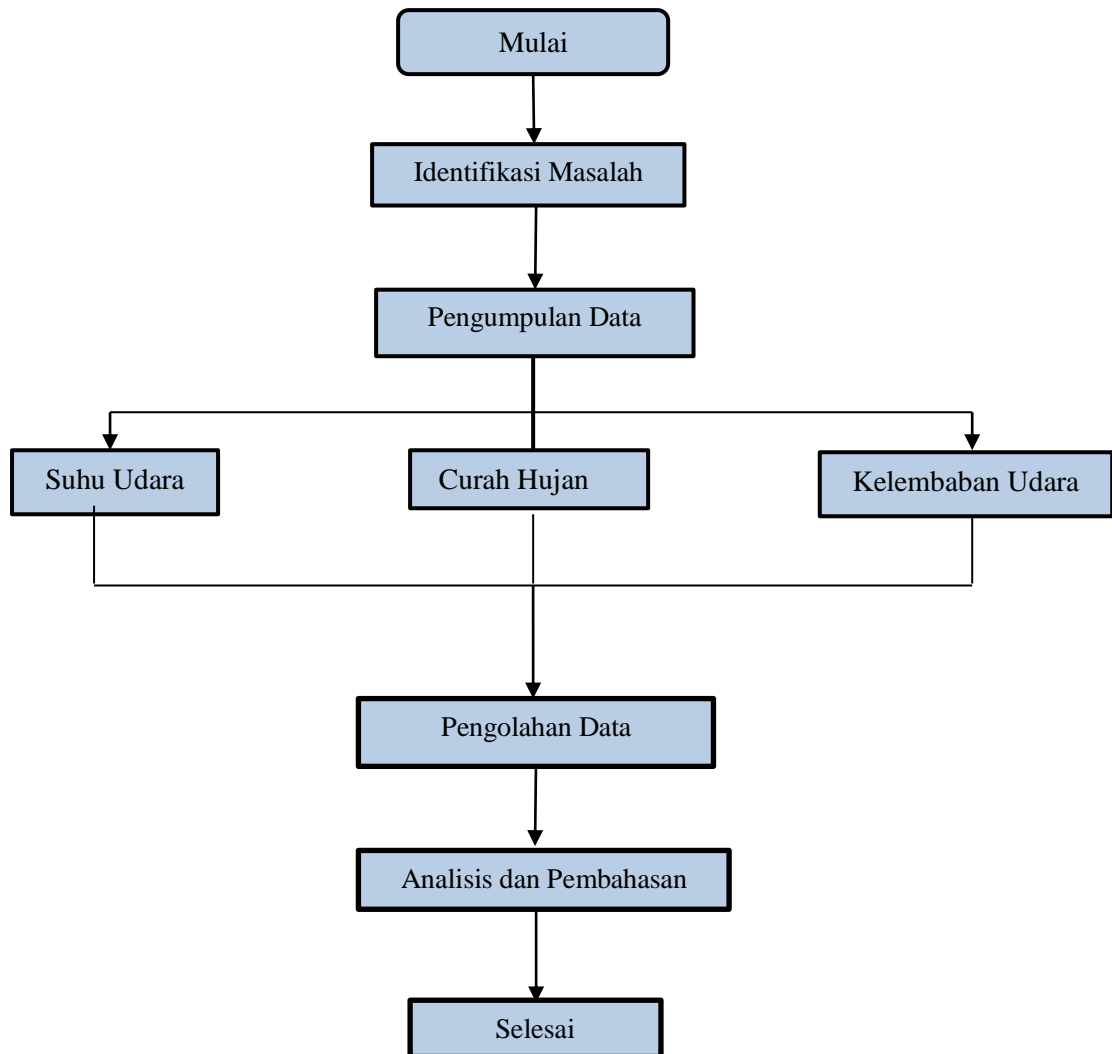 Mulai
Identifikasi Masalah
Pengumpulan Data
Suhu Udara
Curah Hujan
Kelembaban Udara
Pengolahan Data
Analisis dan Pembahasan
Selesai